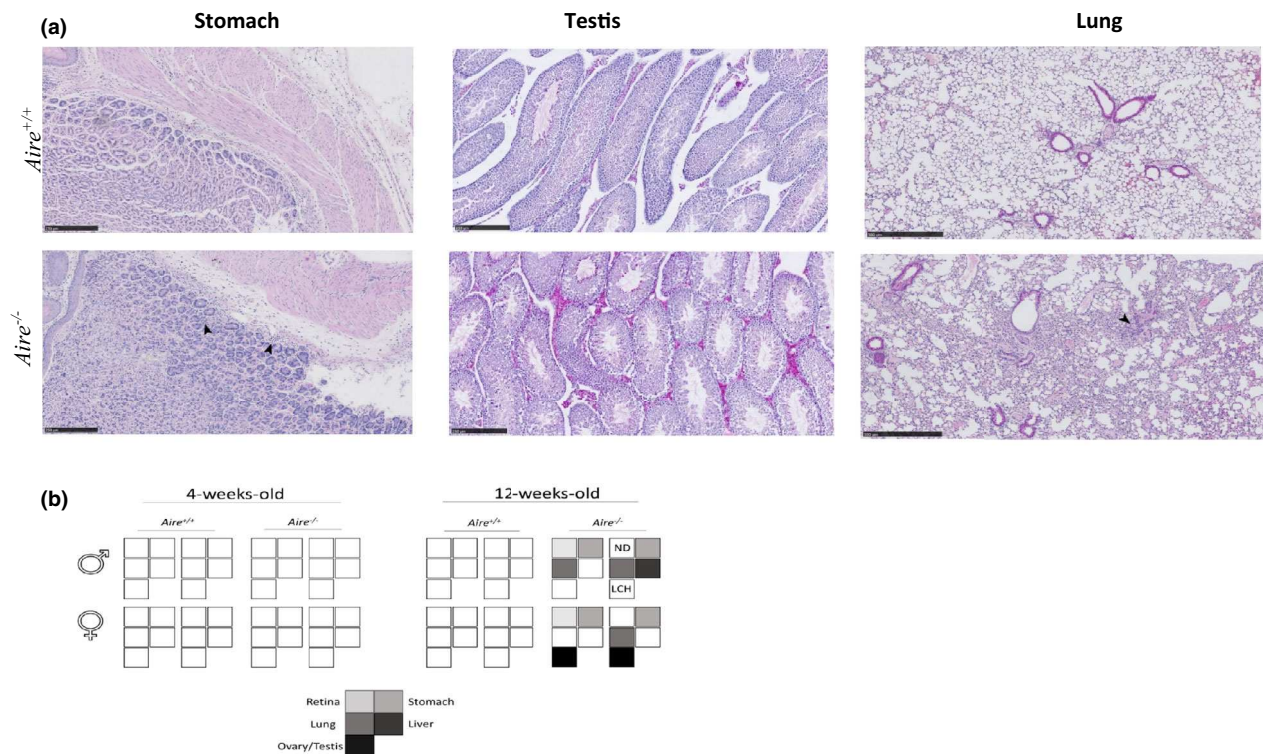 (a)
Stomach Testis Lung
Aire+/+
Aire-/-
(b)
4-weeks-old 12-weeks-old
Aire+/+ Aire-/- Aire+/+ Aire-/-
♂
ND
LCH
♀
Retina Stomach
Lung Liver
Ovary/Testis